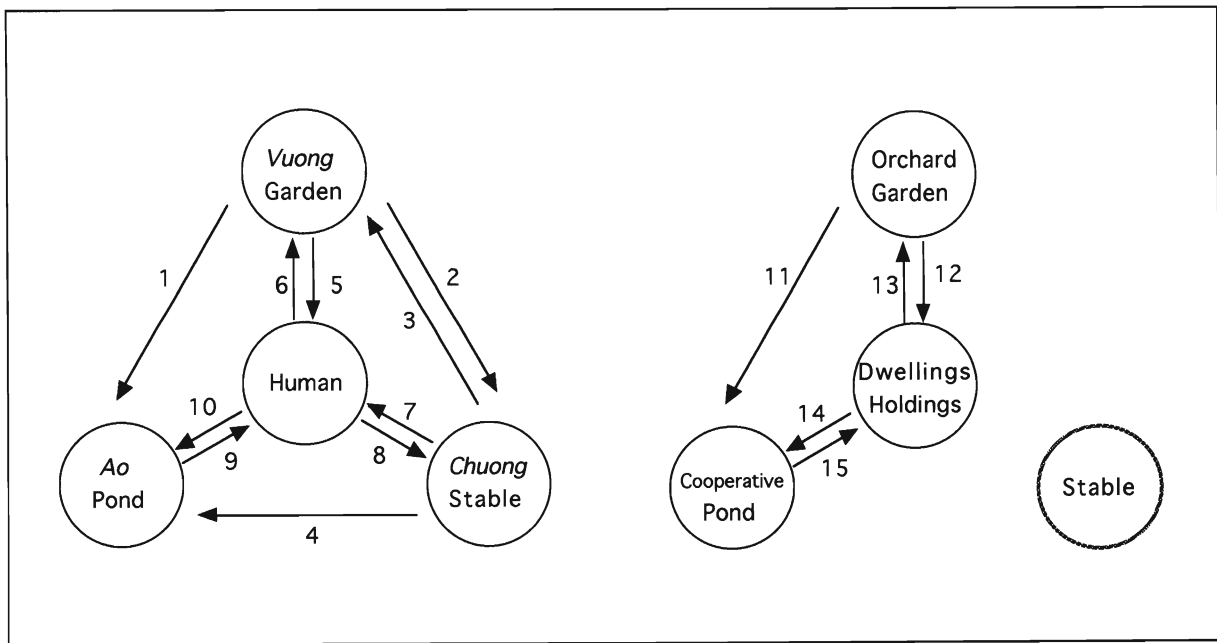 Vuong
Garden
1
2
3
6
5
Human
10
9
7
8
Ao
Pond
Chuong
Stable
4
Orchard
Garden
11
13
12
Dwellings
Holdings
14
15
Cooperative
Pond
Stable